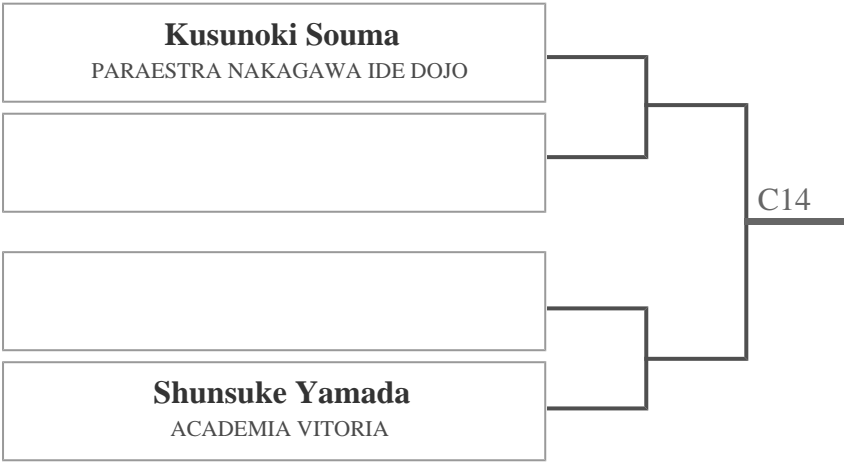 Kusunoki Souma
PARAESTRA NAKAGAWA IDE DOJO
C14
Shunsuke Yamada
ACADEMIA VITORIA